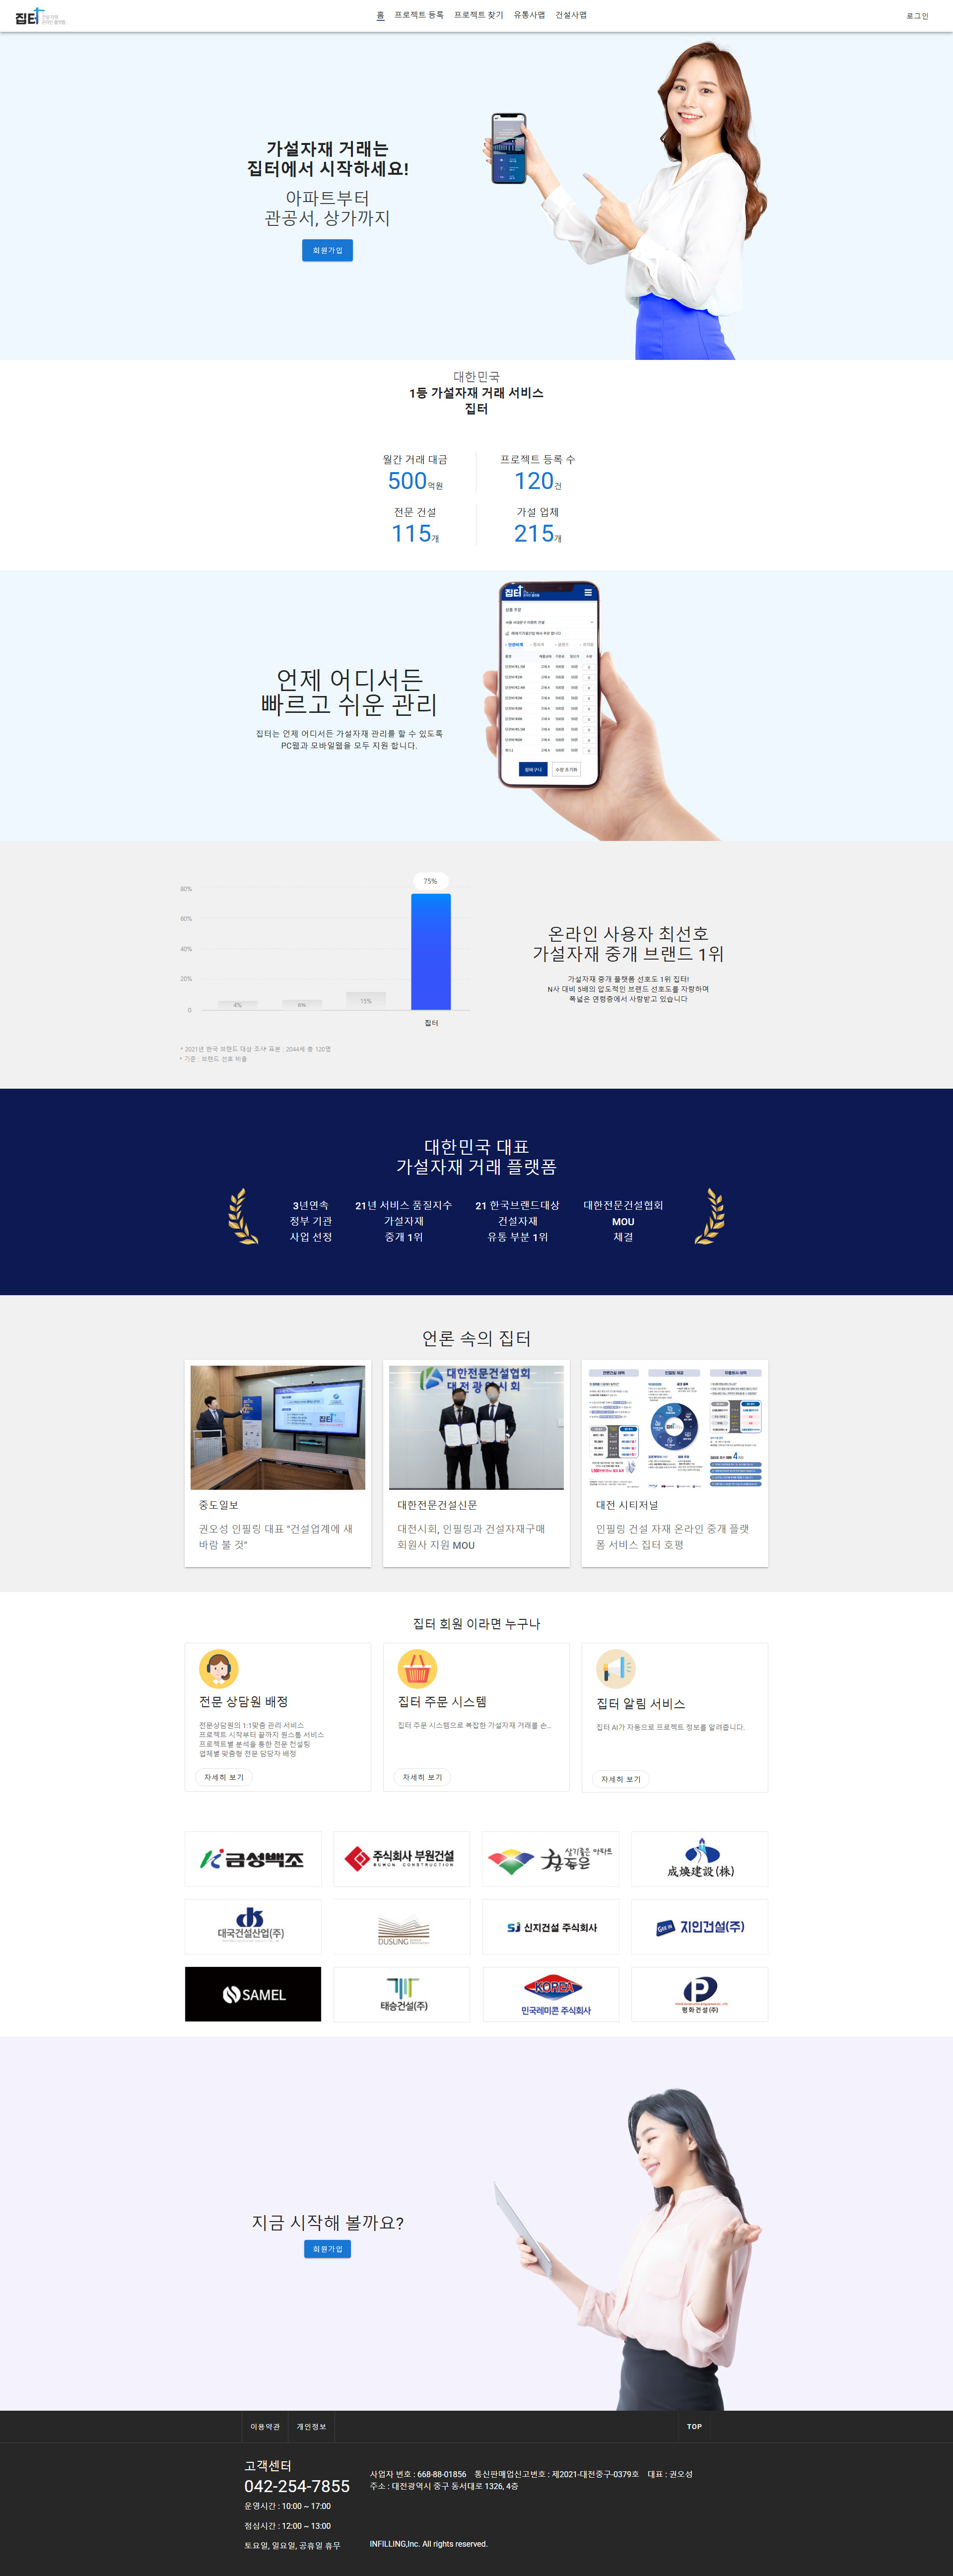 집터
홈 프로젝트 등록 프로젝트 찾기 유통사맵 건설사맵
로그인
가설자재 거래는
집터에서 시작하세요!
아파트부터
관공서, 상가까지
회원가입
대한민국
1등 가설자재 거래 서비스
집터
월간 거래 대금
500억원
프로젝트 등록 수
120건
전문 건설
115개
가설 업체
215개
집터
언제 어디서든
빠르고 쉬운 관리
집터는 언제 어디서든 가설자재 관리를 할 수 있도록
PC웹과 모바일웹을 모두 지원 합니다.
장바구니 수량 초기화
80%
60%
40%
20%
0
4%
6%
15%
75%
집터
* 2021년 한국 브랜드 대상 조사 표본 : 2044세 총 120명
* 기준 : 브랜드 선호 비율
온라인 사용자 최선호
가설자재 중개 브랜드 1위
가설자재 중개 플랫폼 선호도 1위 집터!
N사 대비 5배의 압도적인 브랜드 선호도를 자랑하며
폭넓은 연령층에서 사랑받고 있습니다
대한민국 대표
가설자재 거래 플랫폼
3년연속
정부 기관
사업 선정
21년 서비스 품질지수
가설자재
중개 1위
21 한국브랜드대상
건설자재
유통 부분 1위
대한전문건설협회
MOU
체결
언론 속의 집터
집터
중도일보
권오성 인필링 대표 "건설업계에 새
바람 불 것"
대한전문건설협회
대전광역시회
대한전문건설신문
대전시회, 인필링과 건설자재구매
회원사 지원 MOU
대전 시티저널
인필링 건설 자재 온라인 중개 플랫
폼 서비스 집터 호평
집터 회원 이라면 누구나
전문 상담원 배정
전문상담원의 1:1맞춤 관리 서비스
프로젝트 시작부터 끝까지 원스톱 서비스
프로젝트별 분석을 통한 전문 컨설팅
업체별 맞춤형 전문 담당자 배정
자세히 보기
집터 주문 시스템
집터 주문 시스템으로 복잡한 가설자재 거래를 손...
자세히 보기
집터 알림 서비스
집터 AI가 자동으로 프로젝트 정보를 알려줍니다.
자세히 보기
금성백조
주식회사 부원건설
BUWON CONSTRUCTION
살기좋은 아파트
참좋은
成煥建設(株)
대국건설산업(주)
DUSUNG
SJ 신지건설 주식회사
지인건설(주)
SAMEL
태승건설(주)
KOREX
민국레미콘 주식회사
평화건설(주)
지금 시작해 볼까요?
회원가입
이용약관 개인정보
TOP
고객센터
042-254-7855
운영시간 : 10:00 ~ 17:00
점심시간 : 12:00 ~ 13:00
토요일, 일요일, 공휴일 휴무
사업자 번호 : 668-88-01856 통신판매업신고번호 : 제2021-대전중구-0379호 대표 : 권오성
주소 : 대전광역시 중구 동서대로 1326, 4층
INFILLING,Inc. All rights reserved.